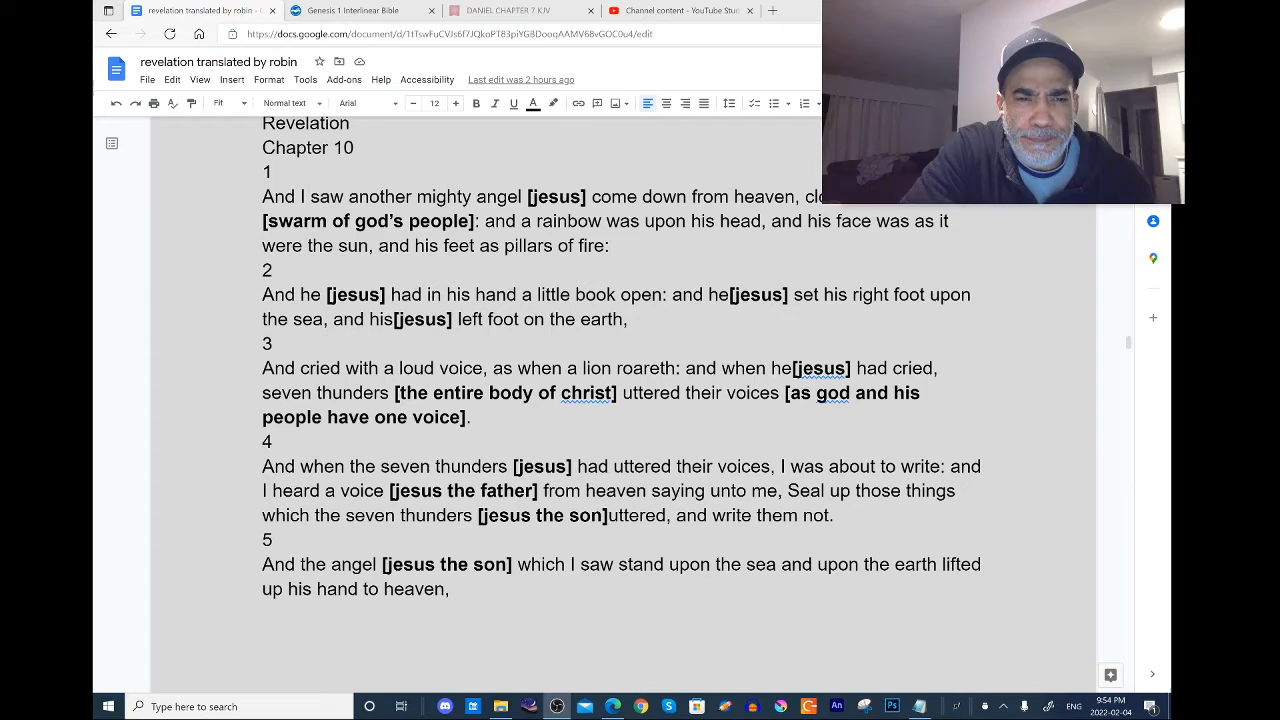 revelation translated by robin - G
Genesis 1 Interlinear Bible
DANIEL CHAPTER 7 KJV
Channel content - YouTube Stud
https://docs.google.com/document/d/1tTswFuCVJs6f7JQkoPT83piYGBDooqAAMV68vGOC0u4/edit
revelation translated by robin
File Edit View Insert Format Tools Add-ons Help Accessibility Last edit was 2 hours ago
Fit Normal text Arial 12
Revelation
Chapter 10
1
And I saw another mighty angel [jesus] come down from heaven,
[swarm of god's people]: and a rainbow was upon his head, and his face was as it
were the sun, and his feet as pillars of fire:
2
And he [jesus] had in his hand a little book open: and he[jesus] set his right foot upon
the sea, and his[jesus] left foot on the earth,
3
And cried with a loud voice, as when a lion roareth: and when he[jesus] had cried,
seven thunders [the entire body of christ] uttered their voices [as god and his
people have one voice].
4
And when the seven thunders [jesus] had uttered their voices, I was about to write: and
I heard a voice [jesus the father] from heaven saying unto me, Seal up those things
which the seven thunders [jesus the son]uttered, and write them not.
5
And the angel [jesus the son] which I saw stand upon the sea and upon the earth lifted
up his hand to heaven,
Type here to search
ENG
9:54 PM
2022-02-04